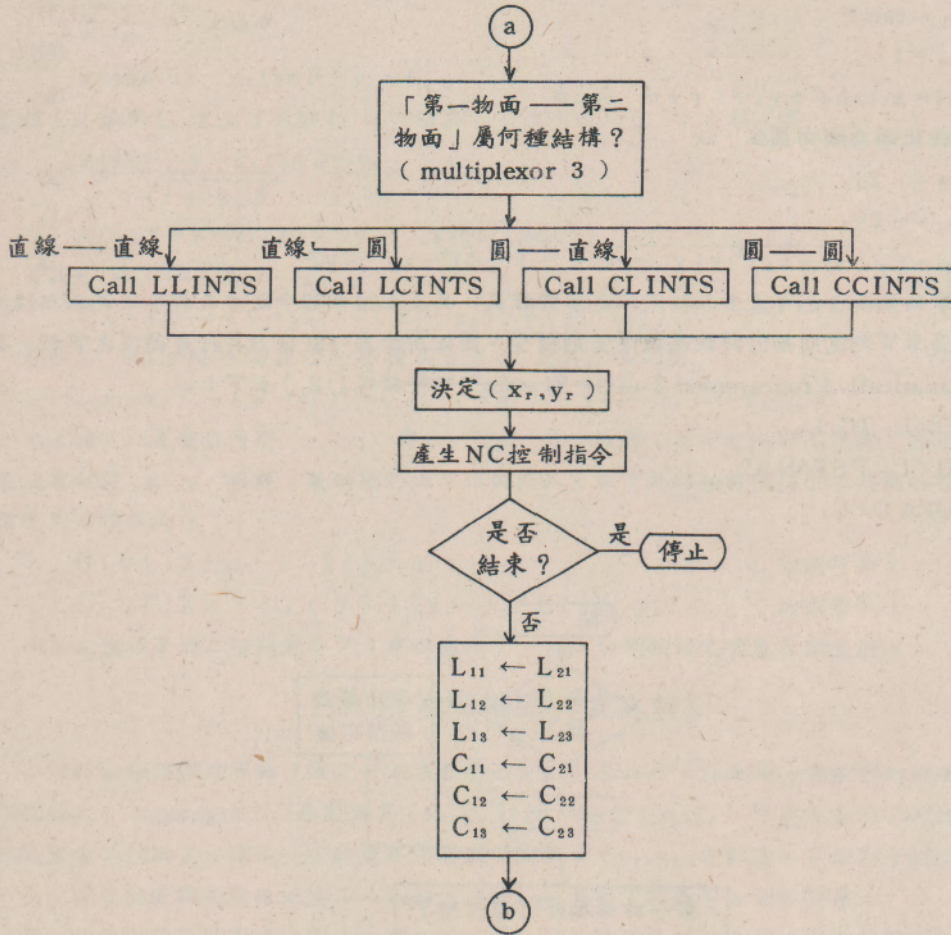 a
「第一物面——第二
物面」屬何種結構？
( multiplexor 3 )
直線——直線
直線——圓
圓——直線
圓——圓
Call LLINTS
Call LCINTS
Call CLINTS
Call CCINTS
決定(xᵣ,yᵣ)
產生NC控制指令
是否
結束？
是
停止
否
L₁₁ ← L₂₁
L₁₂ ← L₂₂
L₁₃ ← L₂₃
C₁₁ ← C₂₁
C₁₂ ← C₂₂
C₁₃ ← C₂₃
b